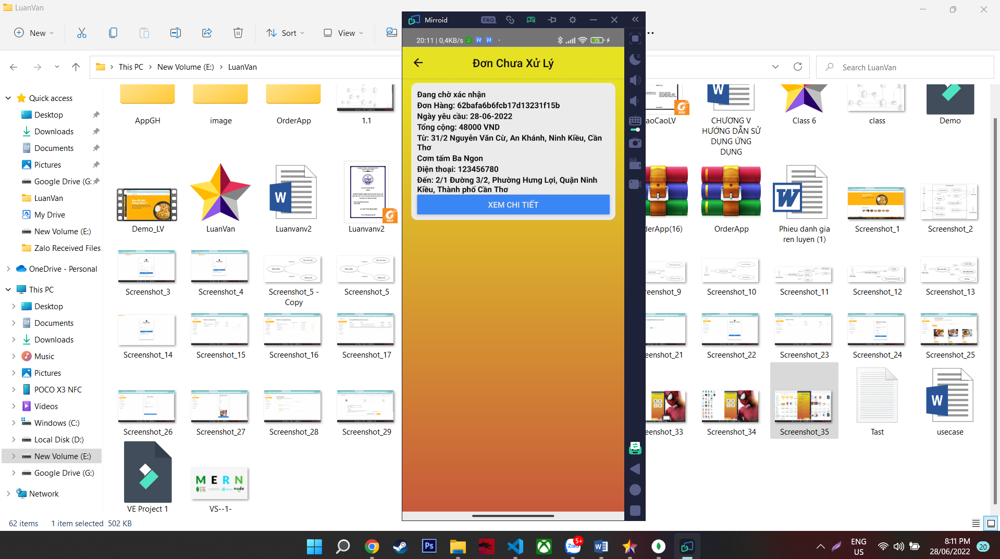 LuanVan
New
Sort
View
This PC
New Volume (E:)
LuanVan
Search LuanVan
Quick access
Desktop
Downloads
Documents
Pictures
Google Drive (G:
LuanVan
My Drive
New Volume (E:)
Zalo Received Files
OneDrive - Personal
This PC
Desktop
Documents
Downloads
Music
Pictures
POCO X3 NFC
Videos
Windows (C:)
Local Disk (D:)
New Volume (E:)
Google Drive (G:)
Network
AppGH
image
OrderApp
1.1
aoCaoLV
CHƯƠNG V
HƯỚNG DẪN SỬ
DỤNG ỨNG
DỤNG
Class 6
class
Demo
Demo_LV
LuanVan
Luanvanv2
Luanvanv2
derApp(16)
OrderApp
Phieu danh gia
ren luyen (1)
Screenshot_1
Screenshot_2
Screenshot_3
Screenshot_4
Screenshot_5 -
Copy
Screenshot_5
reenshot_9
Screenshot_10
Screenshot_11
Screenshot_12
Screenshot_13
Screenshot_14
Screenshot_15
Screenshot_16
Screenshot_17
eenshot_21
Screenshot_22
Screenshot_23
Screenshot_24
Screenshot_25
Screenshot_26
Screenshot_27
Screenshot_28
Screenshot_29
eenshot_33
Screenshot_34
Screenshot_35
Tast
usecase
MERN
VE Project 1
VS--1-
Mirroid
FAQ
20:11 | 0,4KB/s
75
Đơn Chưa Xử Lý
Đang chờ xác nhận
Đơn Hàng: 62bafa6b6fcb17d13231f15b
Ngày yêu cầu: 28-06-2022
Tổng cộng: 48000 VND
Từ: 31/2 Nguyễn Văn Cừ, An Khánh, Ninh Kiều, Cần
Thơ
Cơm tấm Ba Ngon
Điện thoại: 123456780
Đến: 2/1 Đường 3/2, Phường Hưng Lợi, Quận Ninh
Kiều, Thành phố Cần Thơ
XEM CHI TIẾT
62 items
1 item selected 502 KB
Ps
Zalo
5+
ENG
US
8:11 PM
28/06/2022
20